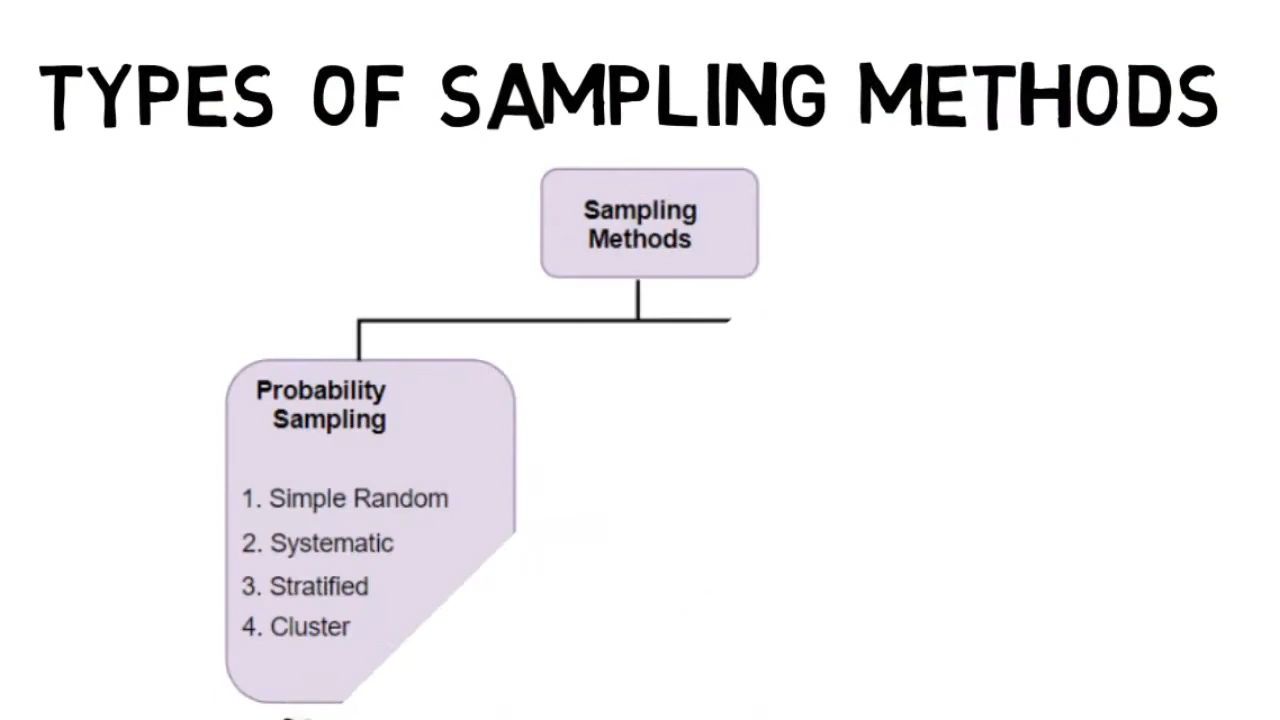 TYPES OF SAMPLING METHODS
Sampling
Methods
Probability
Sampling
1. Simple Random
2. Systematic
3. Stratified
4. Cluster